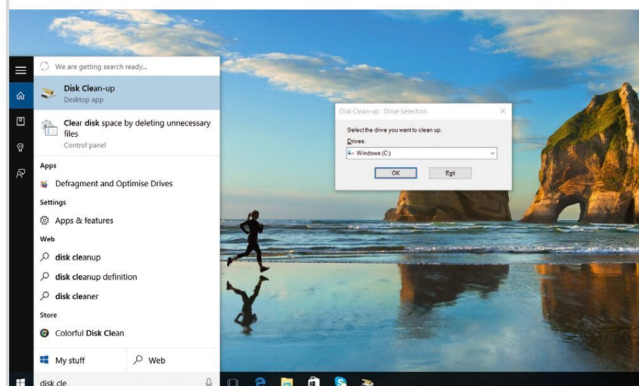 We are getting search ready...
Disk Clean-up
Desktop app
Clear disk space by deleting unnecessary
files
Control panel
Apps
Defragment and Optimise Drives
Settings
Apps & features
Web
disk cleanup
disk cleanup definition
disk cleaner
Store
Colorful Disk Clean
My stuff
Web
disk cle
Disk Clean-up : Drive Selection
Select the drive you want to clean up.
Drives:
Windows (C:)
OK
Exit